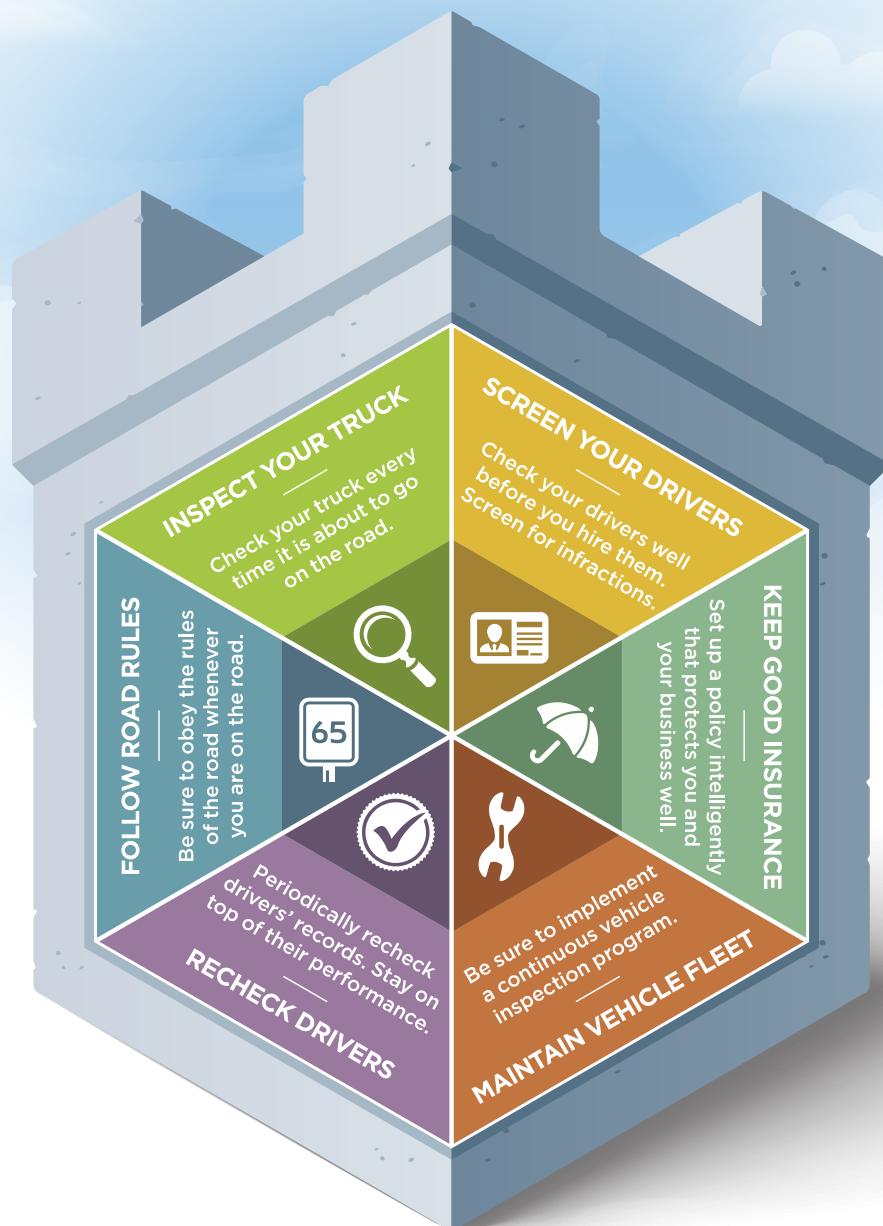 INSPECT YOUR TRUCK
Check your truck every
time it is about to go
on the road.
SCREEN YOUR DRIVERS
Check your drivers well
before you hire them.
Screen for infractions.
KEEP GOOD INSURANCE
Set up a policy intelligently
that protects you and
your business well.
Be sure to implement
a continuous vehicle
inspection program.
MAINTAIN VEHICLE FLEET
Periodically recheck
drivers’ records. Stay on
top of their performance.
RECHECK DRIVERS
FOLLOW ROAD RULES
Be sure to obey the rules
of the road whenever
you are on the road.
65